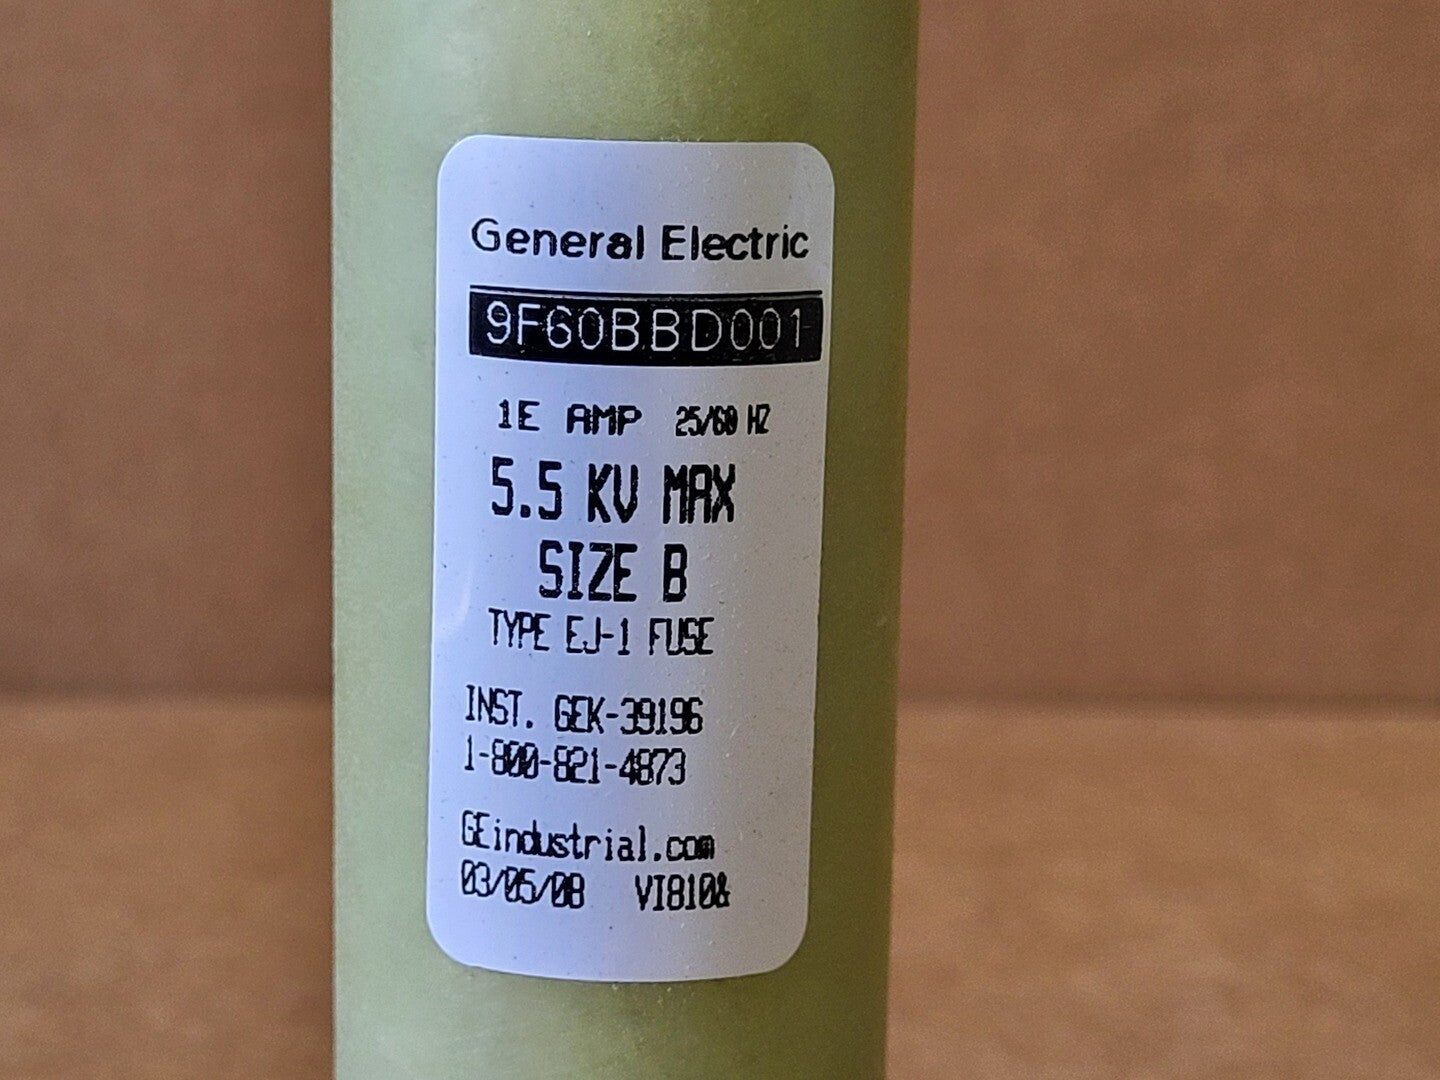 General Electric
9F60BBD001
1E AMP 25/60 HZ
5.5 KV MAX
SIZE B
TYPE EJ-1 FUSE
INST. GEK-39196
1-800-821-4873
GEindustrial.com
03/05/08 VI810&